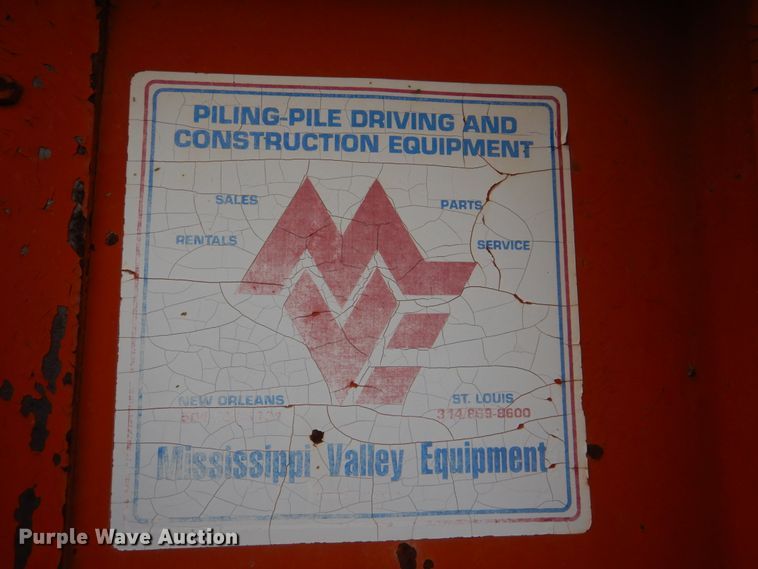 PILING-PILE DRIVING AND
CONSTRUCTION EQUIPMENT
SALES
PARTS
RENTALS
SERVICE
MVE
NEW ORLEANS
ST. LOUIS
314/869-8600
Mississippi Valley Equipment
Purple Wave Auction